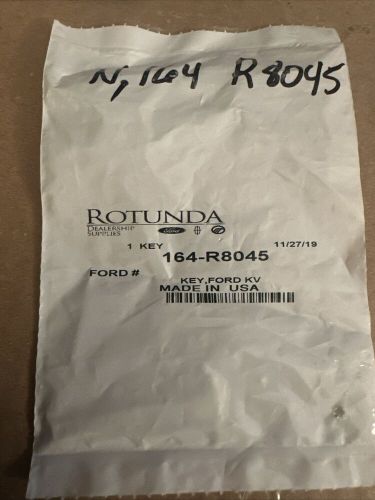 N, 164 R8045
ROTUNDA
DEALERSHIP
SUPPLIES
Ford
1 KEY 11/27/19
164-R8045
FORD #
KEY,FORD KV
MADE IN USA